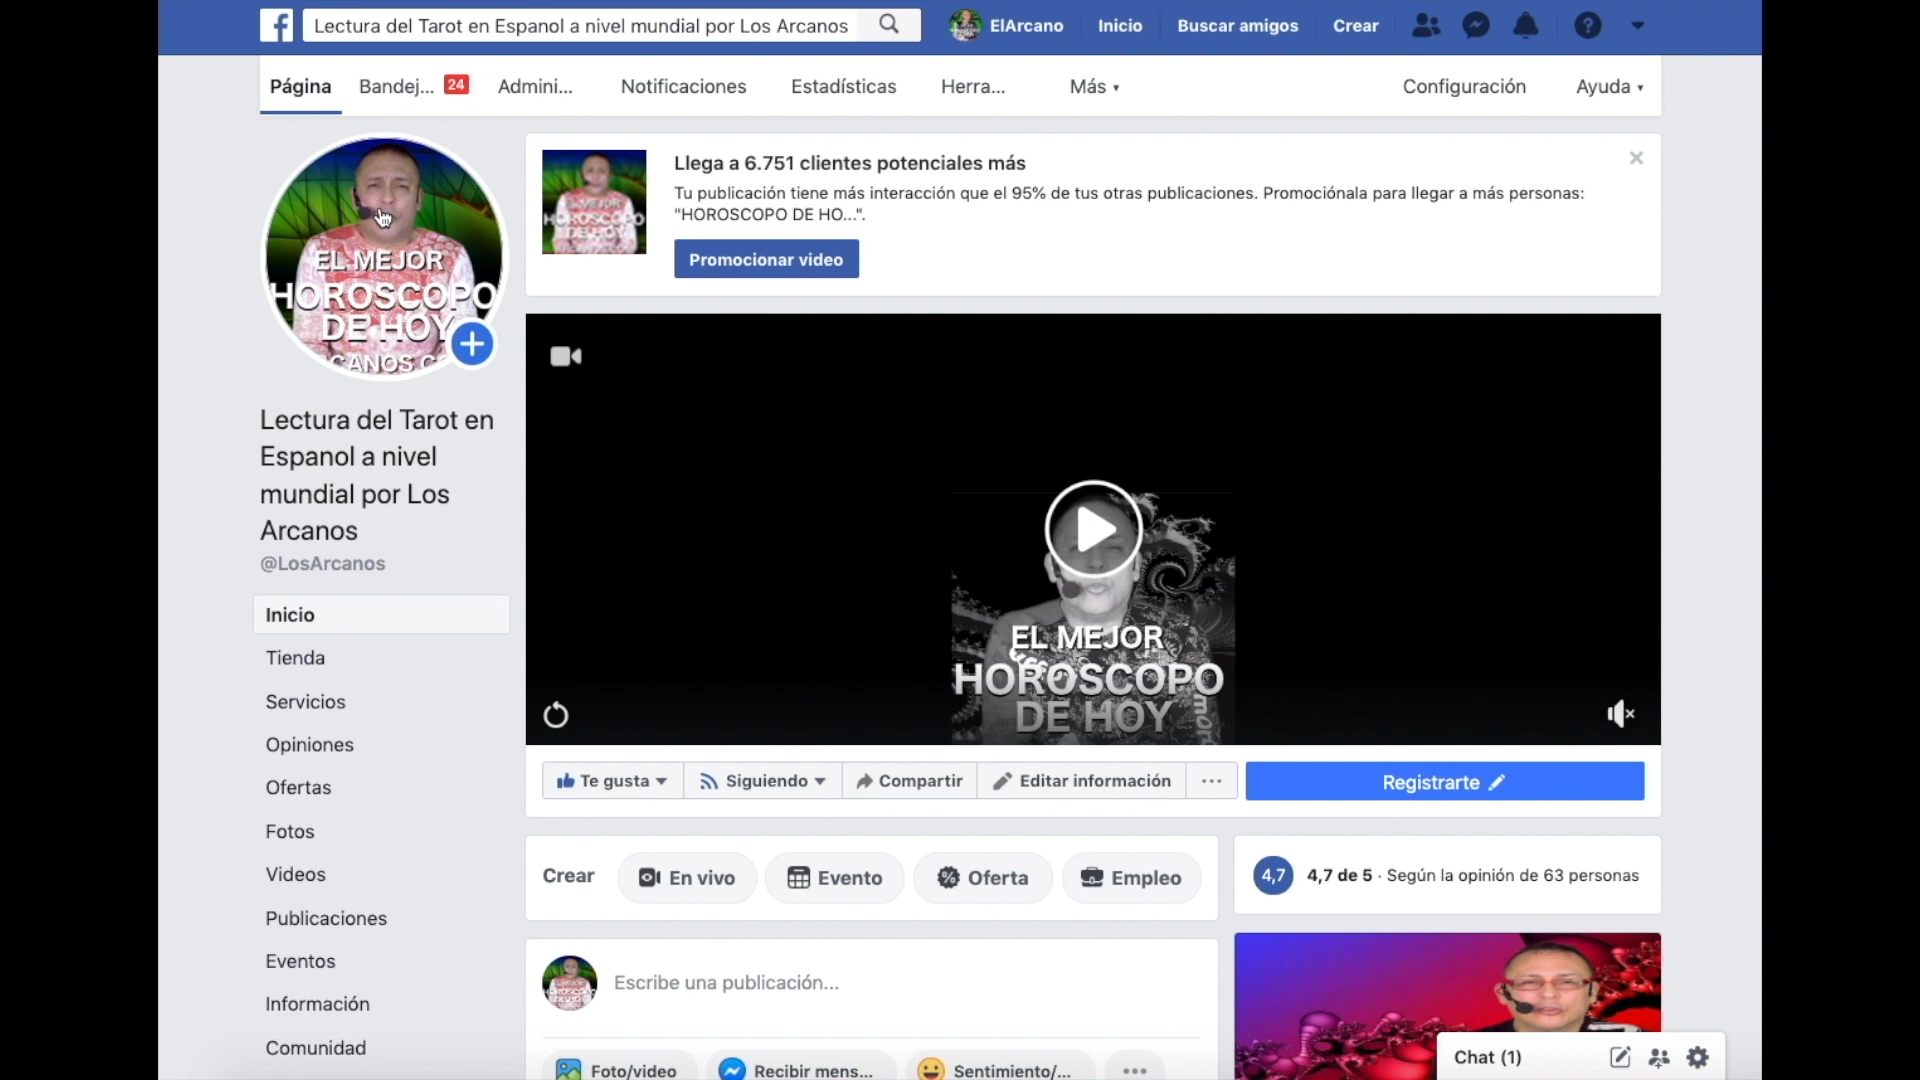 Lectura del Tarot en Espanol a nivel mundial por Los Arcanos
ElArcano
Inicio
Buscar amigos
Crear
Página
Bandej... 24
Admini...
Notificaciones
Estadísticas
Herra...
Más
Configuración
Ayuda
EL MEJOR
HOROSCOPO
DE HOY
Llega a 6.751 clientes potenciales más
Tu publicación tiene más interacción que el 95% de tus otras publicaciones. Promociónala para llegar a más personas:
"HOROSCOPO DE HO...".
Promocionar video
Lectura del Tarot en
Espanol a nivel
mundial por Los
Arcanos
@LosArcanos
Inicio
Tienda
Servicios
Opiniones
Ofertas
Fotos
Videos
Publicaciones
Eventos
Información
Comunidad
EL MEJOR
HOROSCOPO
DE HOY
Te gusta
Siguiendo
Compartir
Editar información
Registrarte
Crear
En vivo
Evento
Oferta
Empleo
4,7
4,7 de 5 · Según la opinión de 63 personas
Escribe una publicación...
Foto/video
Recibir mens...
Sentimiento/...
Chat (1)